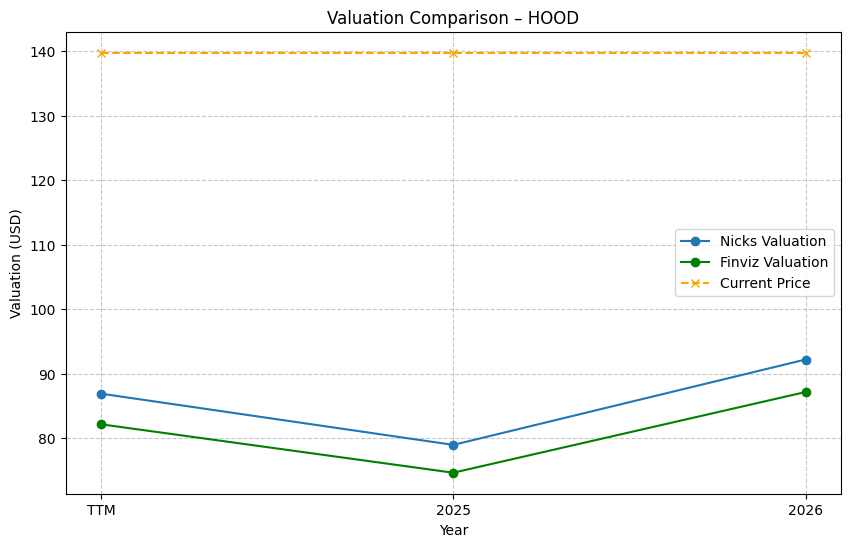 Valuation Comparison – HOOD
140
130
120
110
100
90
80
Valuation (USD)
Nicks Valuation
Finviz Valuation
Current Price
TTM
2025
2026
Year